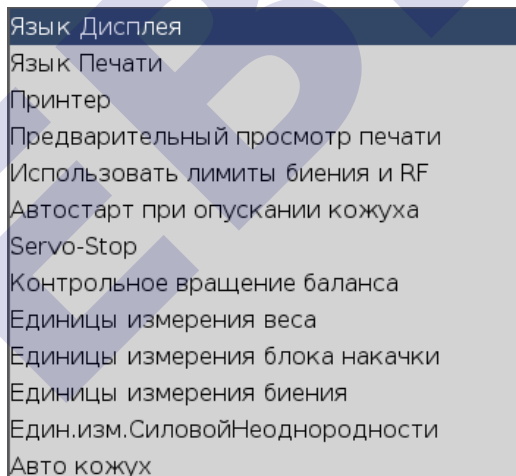 Язык Дисплея
Язык Печати
Принтер
Предварительный просмотр печати
Использовать лимиты биения и RF
Автостарт при опускании кожуха
Servo-Stop
Контрольное вращение баланса
Единицы измерения веса
Единицы измерения блока накачки
Единицы измерения биения
Един.изм.СиловойНеоднородности
Авто кожух